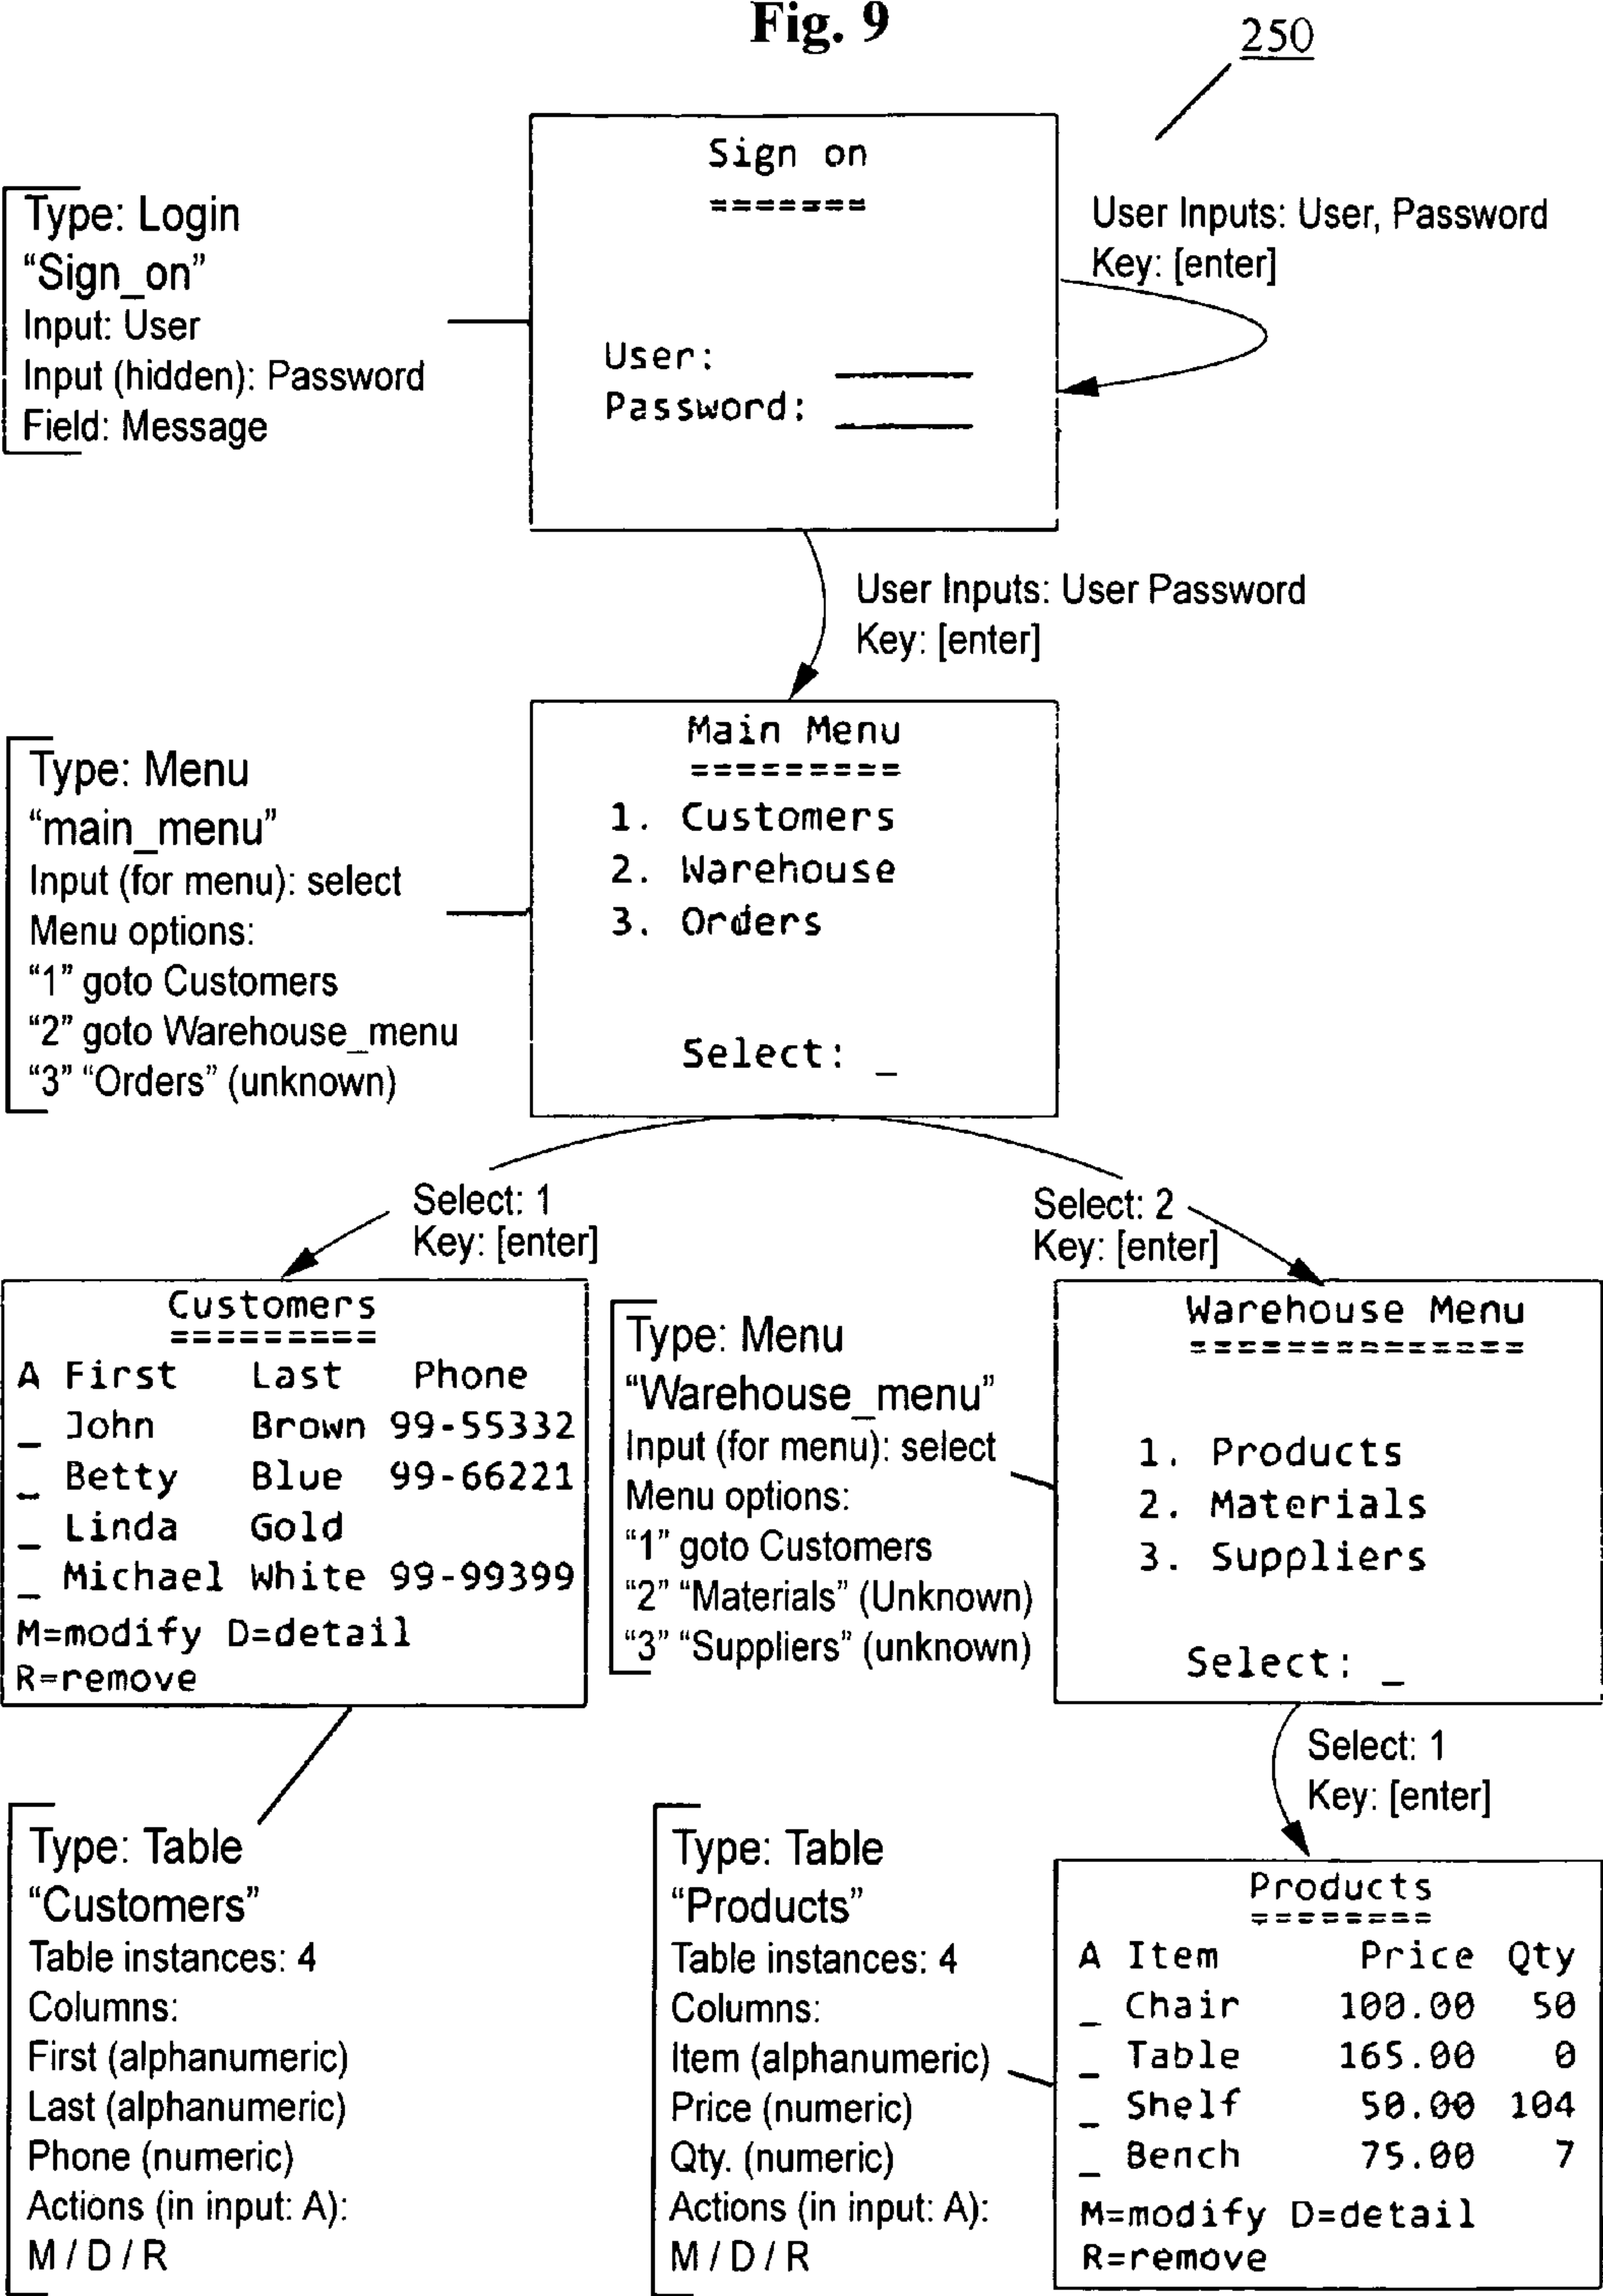 Fig. 9
250
Sign on
=======
User:
Password:
Type: Login
“Sign_on”
Input: User
Input (hidden): Password
Field: Message
User Inputs: User, Password
Key: [enter]
User Inputs: User Password
Key: [enter]
Main Menu
=========
1. Customers
2. Warehouse
3. Orders
Select: _
Type: Menu
“main_menu”
Input (for menu): select
Menu options:
“1” goto Customers
“2” goto Warehouse_menu
“3” “Orders” (unknown)
Select: 1
Key: [enter]
Select: 2
Key: [enter]
Customers
=========
A First Last Phone
_ John Brown 99-55332
_ Betty Blue 99-66221
_ Linda Gold
_ Michael White 99-99399
M=modify D=detail
R=remove
Type: Menu
“Warehouse_menu”
Input (for menu): select
Menu options:
“1” goto Customers
“2” “Materials” (Unknown)
“3” “Suppliers” (unknown)
Warehouse Menu
==============
1. Products
2. Materials
3. Suppliers
Select: _
Select: 1
Key: [enter]
Type: Table
“Customers”
Table instances: 4
Columns:
First (alphanumeric)
Last (alphanumeric)
Phone (numeric)
Actions (in input: A):
M / D / R
Type: Table
“Products”
Table instances: 4
Columns:
Item (alphanumeric)
Price (numeric)
Qty. (numeric)
Actions (in input: A):
M / D / R
Products
========
A Item Price Qty
_ Chair 100.00 50
_ Table 165.00 0
_ Shelf 50.00 104
_ Bench 75.00 7
M=modify D=detail
R=remove